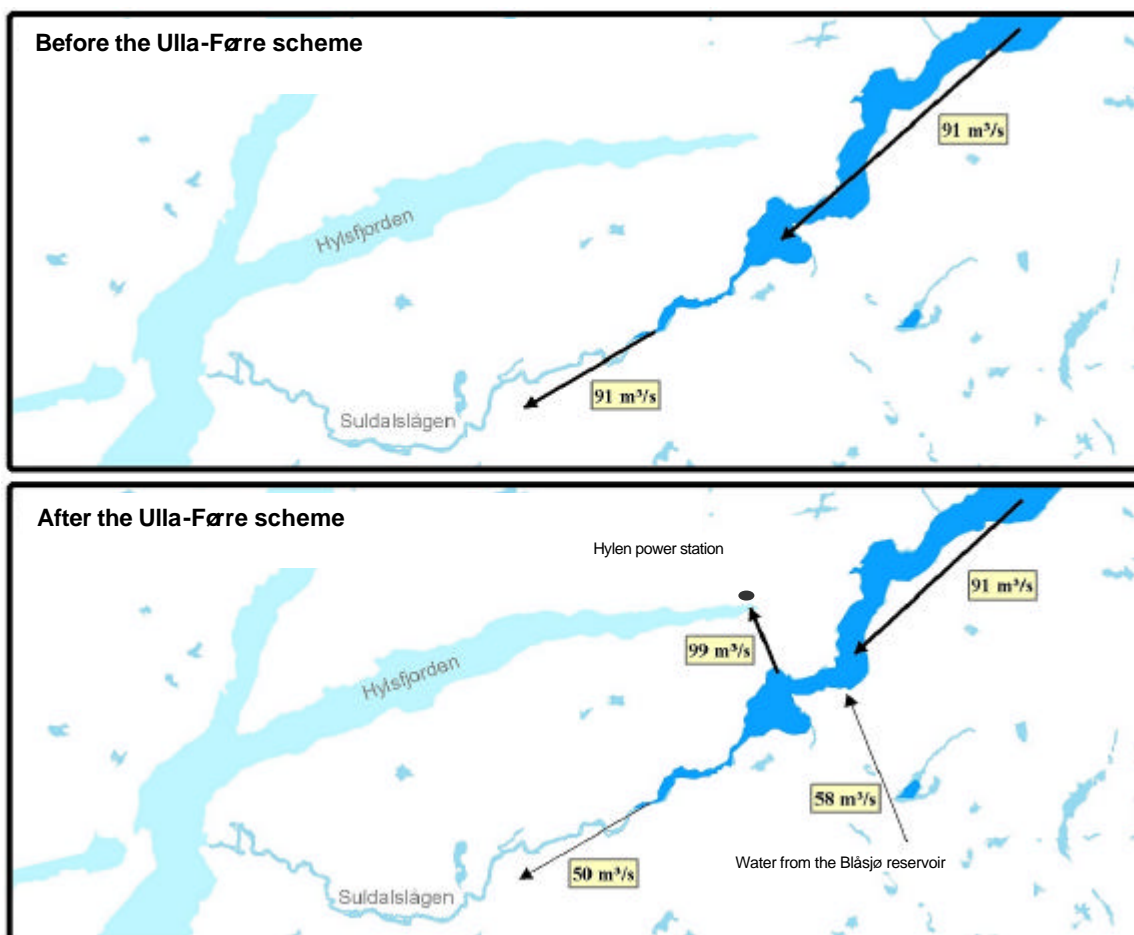 Before the Ulla-Førre scheme
91 m³/s
Hylsfjorden
91 m³/s
Suldalslågen
After the Ulla-Førre scheme
Hylen power station
91 m³/s
99 m³/s
Hylsfjorden
58 m³/s
Water from the Blåsjø reservoir
50 m³/s
Suldalslågen